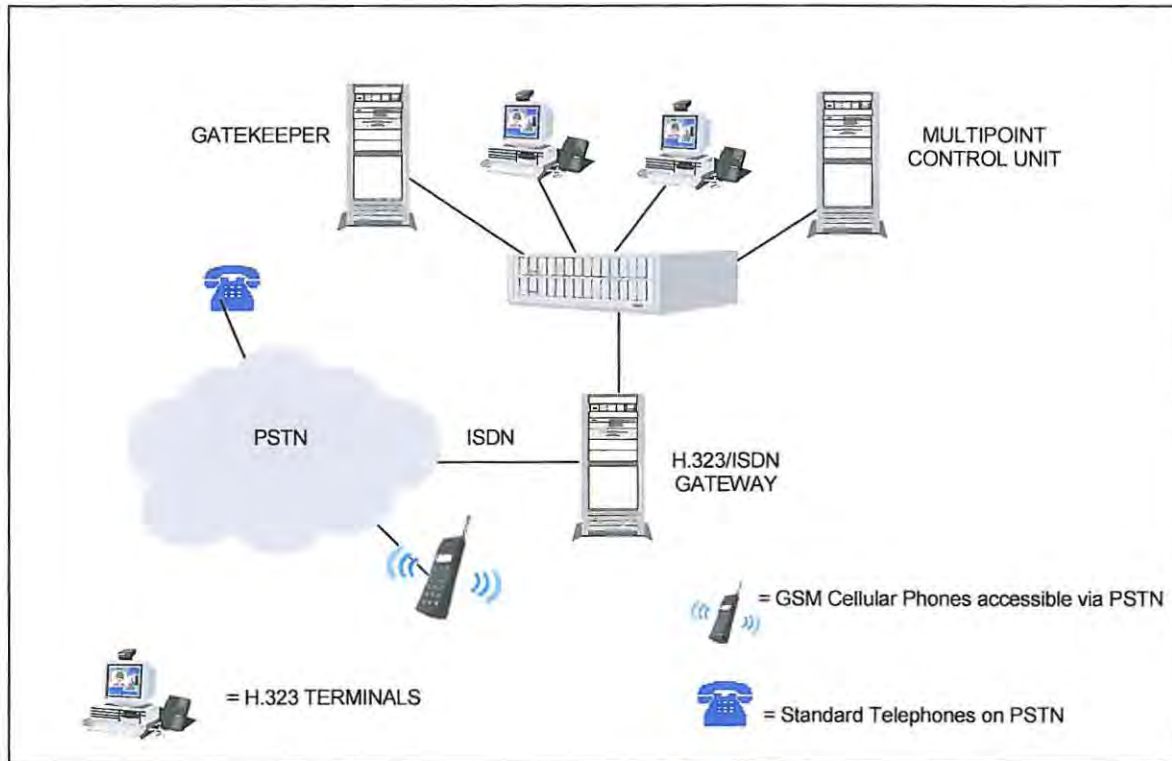 GATEKEEPER
MULTIPOINT
CONTROL UNIT
PSTN
ISDN
H.323/ISDN
GATEWAY
= GSM Cellular Phones accessible via PSTN
= H.323 TERMINALS
= Standard Telephones on PSTN